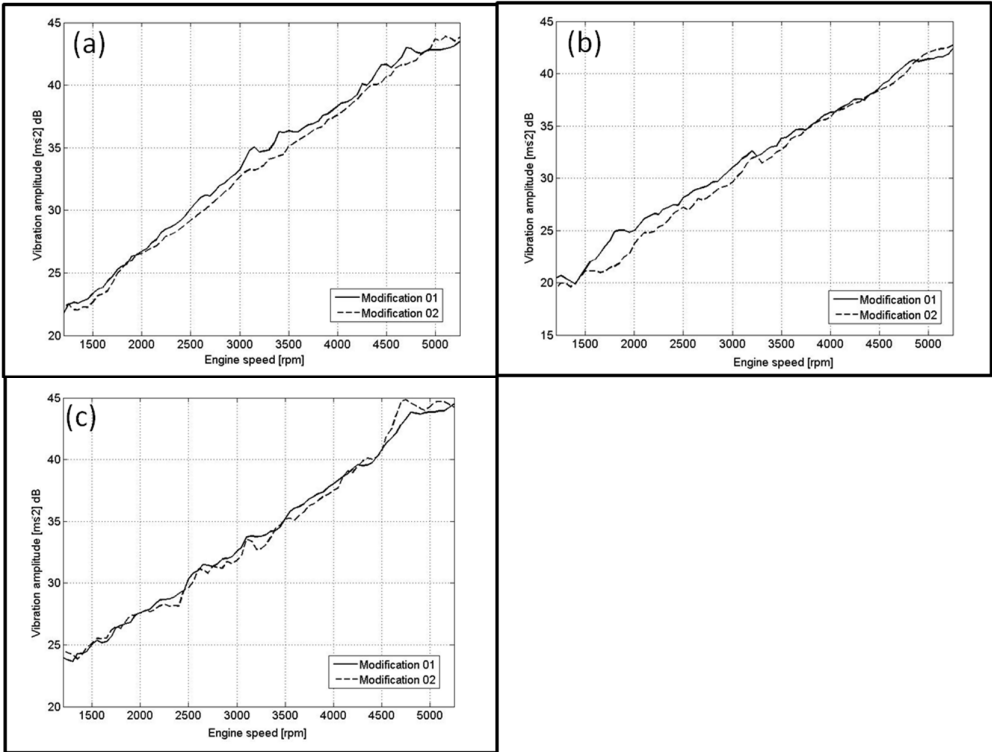 (a)
45
40
35
30
25
20
Vibration amplitude [ms2] dB
1500 2000 2500 3000 3500 4000 4500 5000
Engine speed [rpm]
Modification 01
Modification 02
(b)
45
40
35
30
25
20
15
Vibration amplitude [ms2] dB
1500 2000 2500 3000 3500 4000 4500 5000
Engine speed [rpm]
Modification 01
Modification 02
(c)
45
40
35
30
25
20
Vibration amplitude [ms2] dB
1500 2000 2500 3000 3500 4000 4500 5000
Engine speed [rpm]
Modification 01
Modification 02